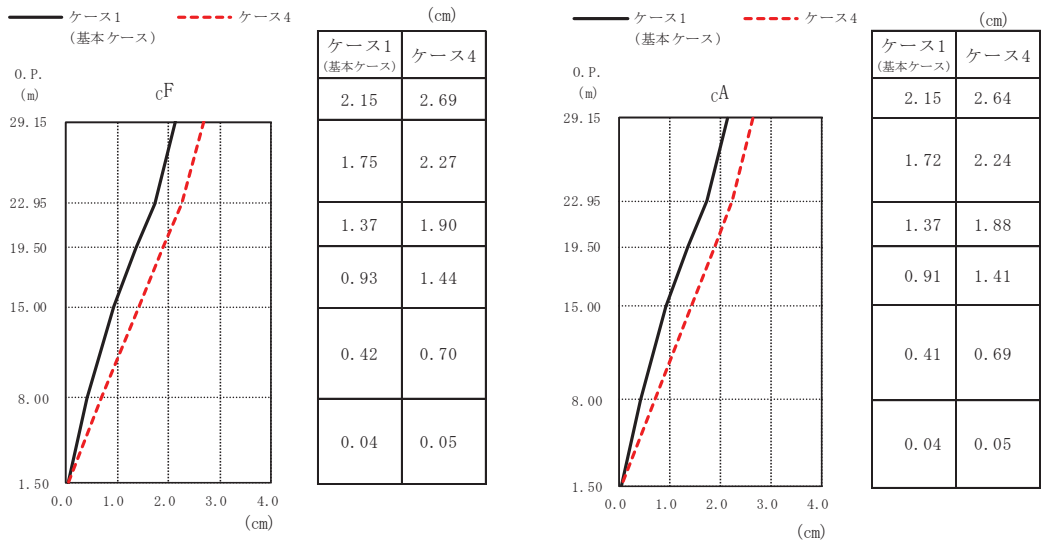 ケース1
(基本ケース)
ケース4
(cm)
ケース1
(基本ケース)
ケース4
O.P.
(m)
CF
2.15 2.69
29.15
1.75 2.27
22.95
1.37 1.90
19.50
0.93 1.44
15.00
0.42 0.70
8.00
0.04 0.05
1.50
0.0 1.0 2.0 3.0 4.0
(cm)
ケース1
(基本ケース)
ケース4
(cm)
ケース1
(基本ケース)
ケース4
O.P.
(m)
CA
2.15 2.64
29.15
1.72 2.24
22.95
1.37 1.88
19.50
0.91 1.41
15.00
0.41 0.69
8.00
0.04 0.05
1.50
0.0 1.0 2.0 3.0 4.0
(cm)